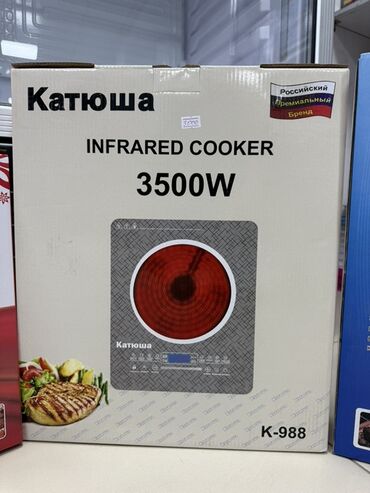 Катюша
Российский
Премиальный
Бренд
INFRARED COOKER
3500W
Катюша
K-988